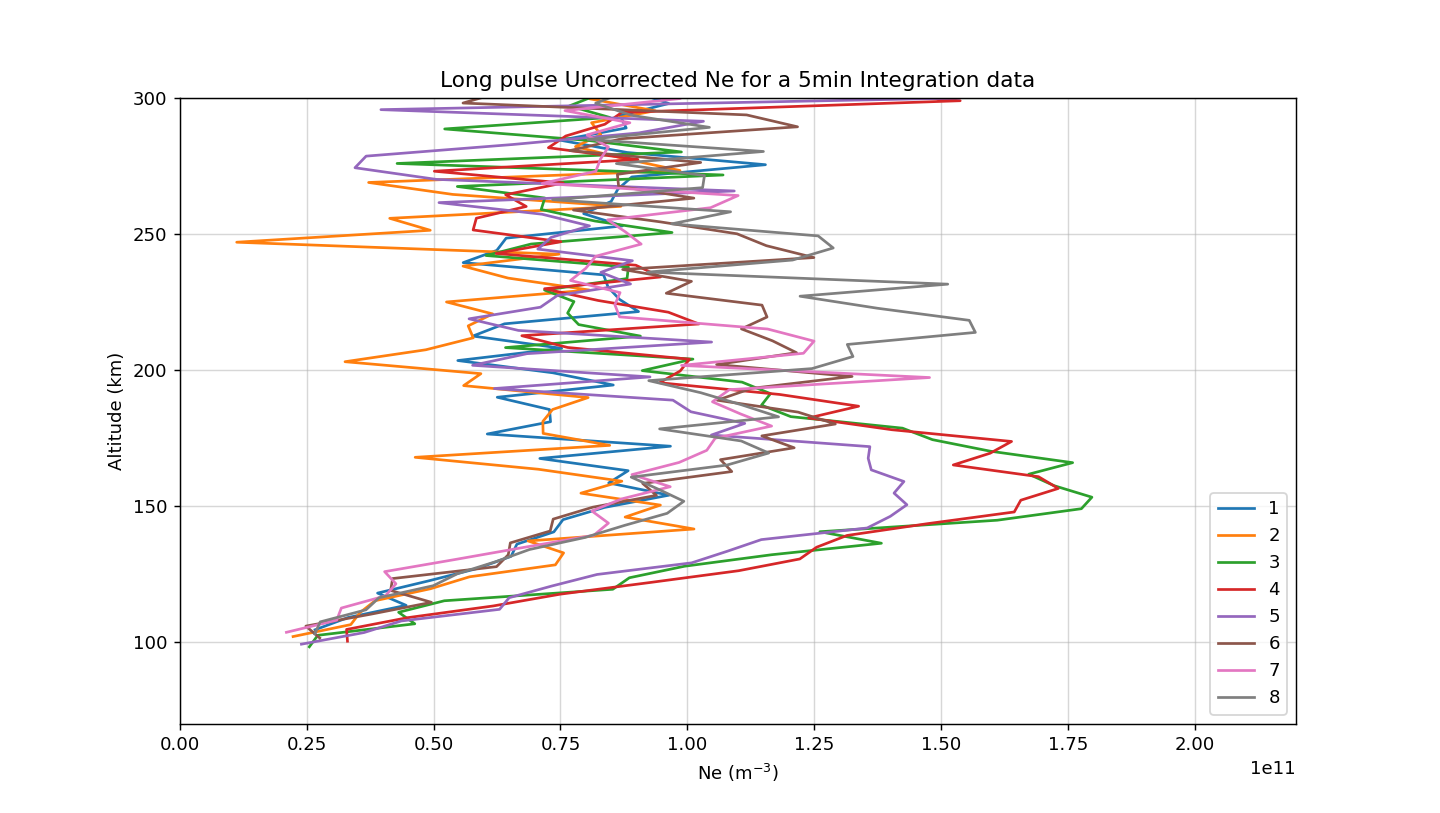 Long pulse Uncorrected Ne for a 5min Integration data
300
250
200
150
100
Altitude (km)
1
2
3
4
5
6
7
8
0.00 0.25 0.50 0.75 1.00 1.25 1.50 1.75 2.00
1e11
Ne (m⁻³)